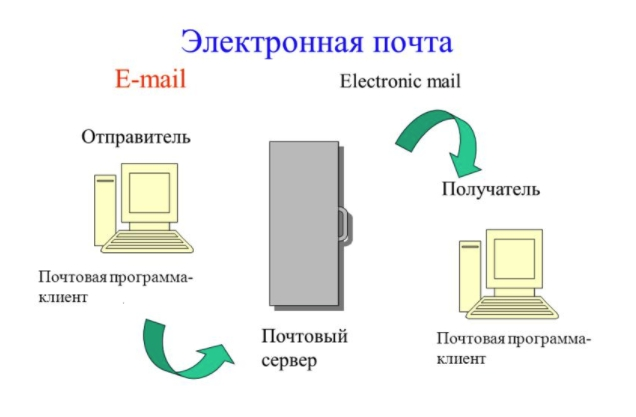 Электронная почта
E-mail
Electronic mail
Отправитель
Получатель
Почтовая программа-
клиент
Почтовый
сервер
Почтовая программа-
клиент